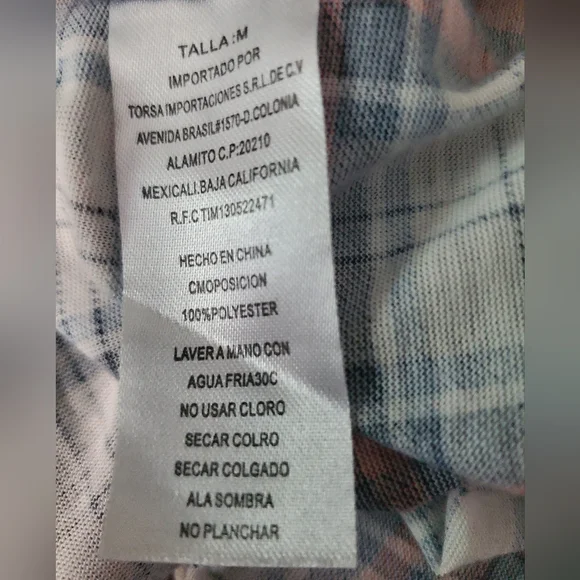 TALLA:M
IMPORTADO POR
TORSA IMPORTACIONES S.R.L.DE C.V
AVENIDA BRASIL#1570-D.COLONIA
ALAMITO C.P:20210
MEXICALI.BAJA CALIFORNIA
R.F.C TIM130522471
HECHO EN CHINA
CMOPOSICION
100%POLYESTER
LAVER A MANO CON
AGUA FRIA30C
NO USAR CLORO
SECAR COLRO
SECAR COLGADO
ALA SOMBRA
NO PLANCHAR